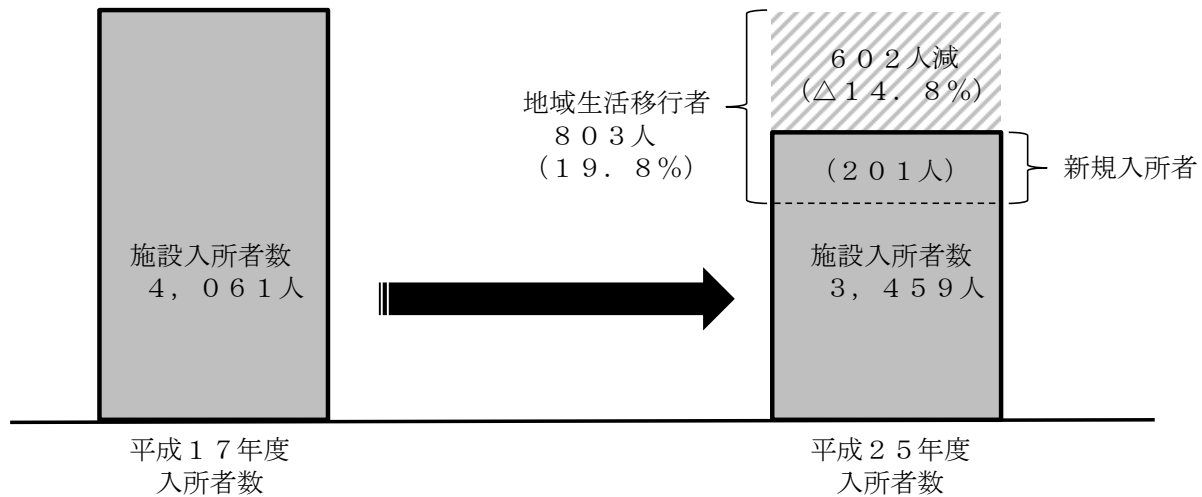 ６０２人減
（△１４．８％）
地域生活移行者
８０３人
（１９．８％）
（２０１人）
新規入所者
施設入所者数
４，０６１人
施設入所者数
３，４５９人
平成１７年度
入所者数
平成２５年度
入所者数